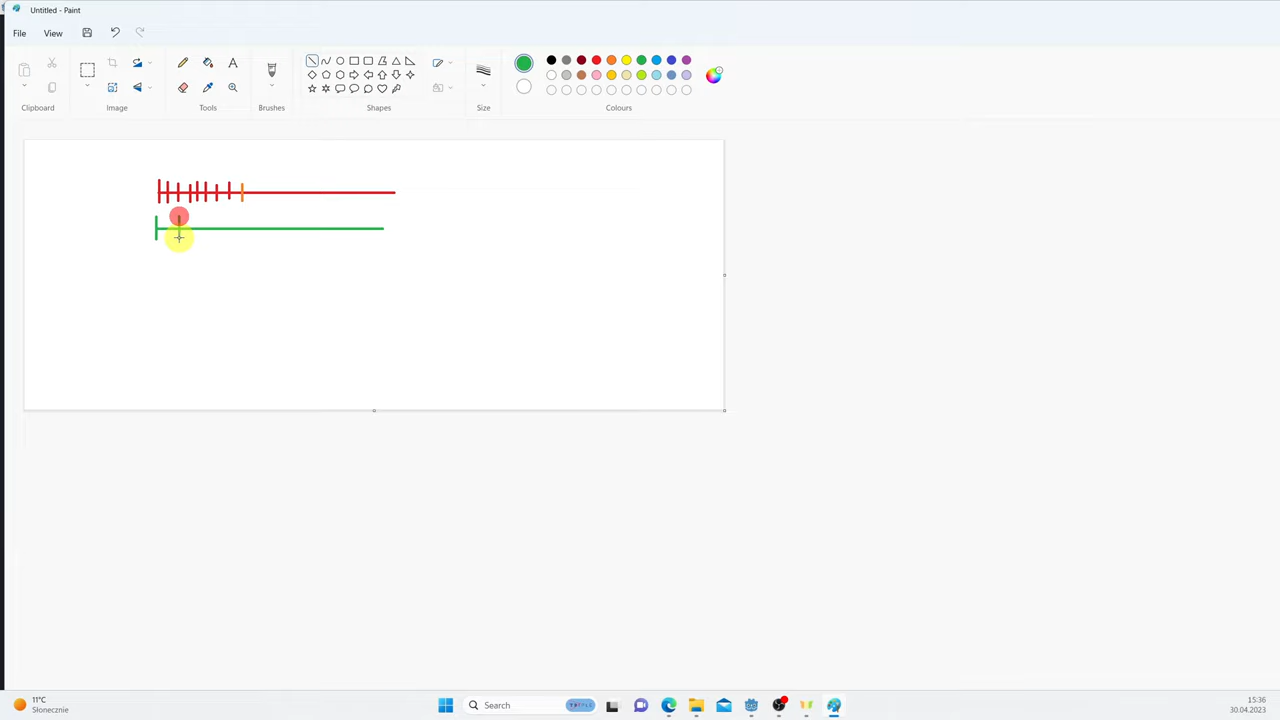 Untitled - Paint
File View
Clipboard Image Tools Brushes Shapes Size Colours
11°C
Słonecznie
Search
15:36
30.04.2023